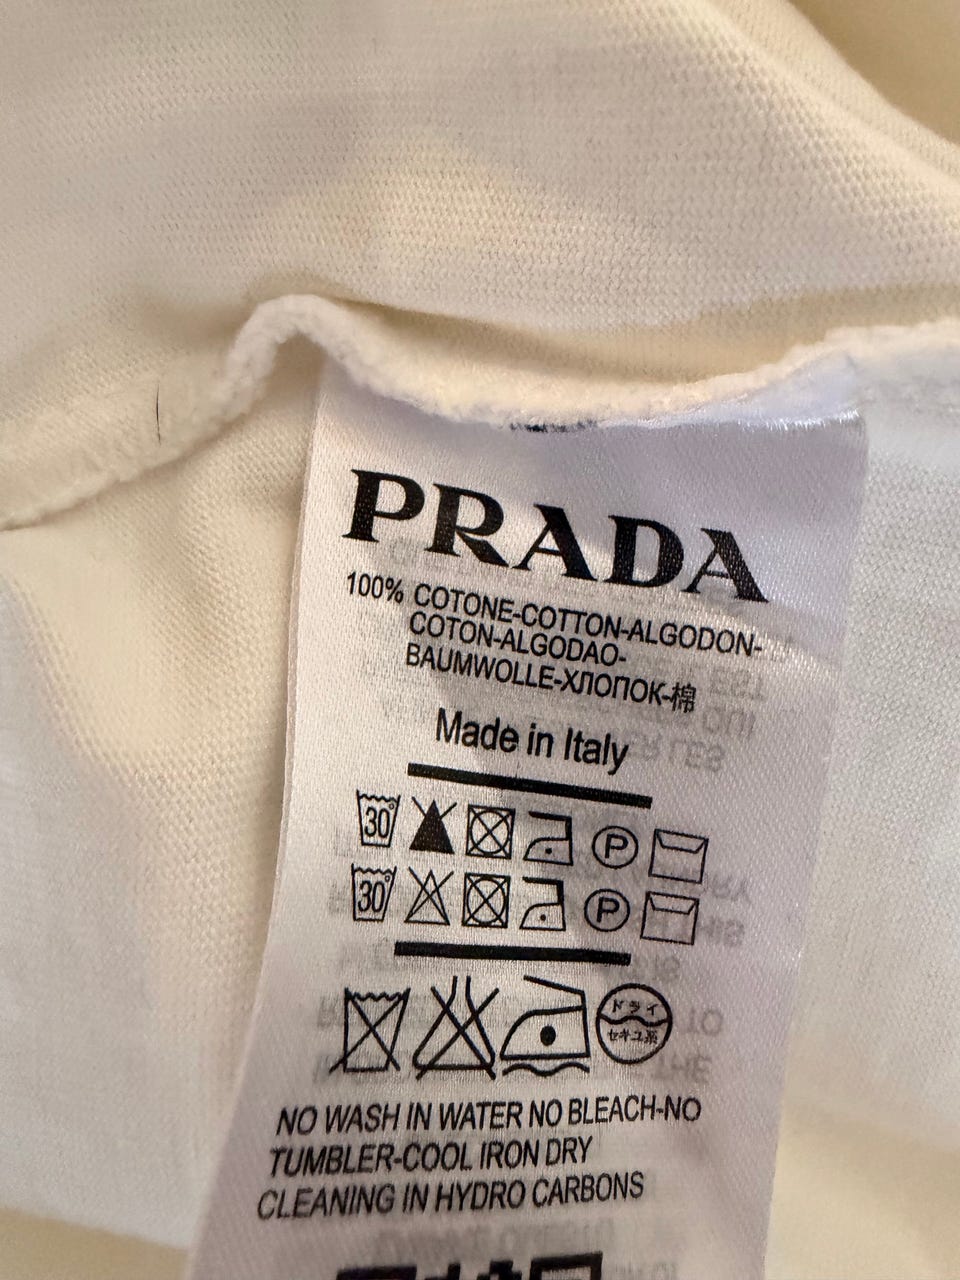 PRADA
100% COTONE-COTTON-ALGODON-
COTON-ALGODAO-
BAUMWOLLE-ХЛОПОК-棉
Made in Italy
30° P
30° P
ドライ
セキユ系
NO WASH IN WATER NO BLEACH-NO
TUMBLER-COOL IRON DRY
CLEANING IN HYDRO CARBONS